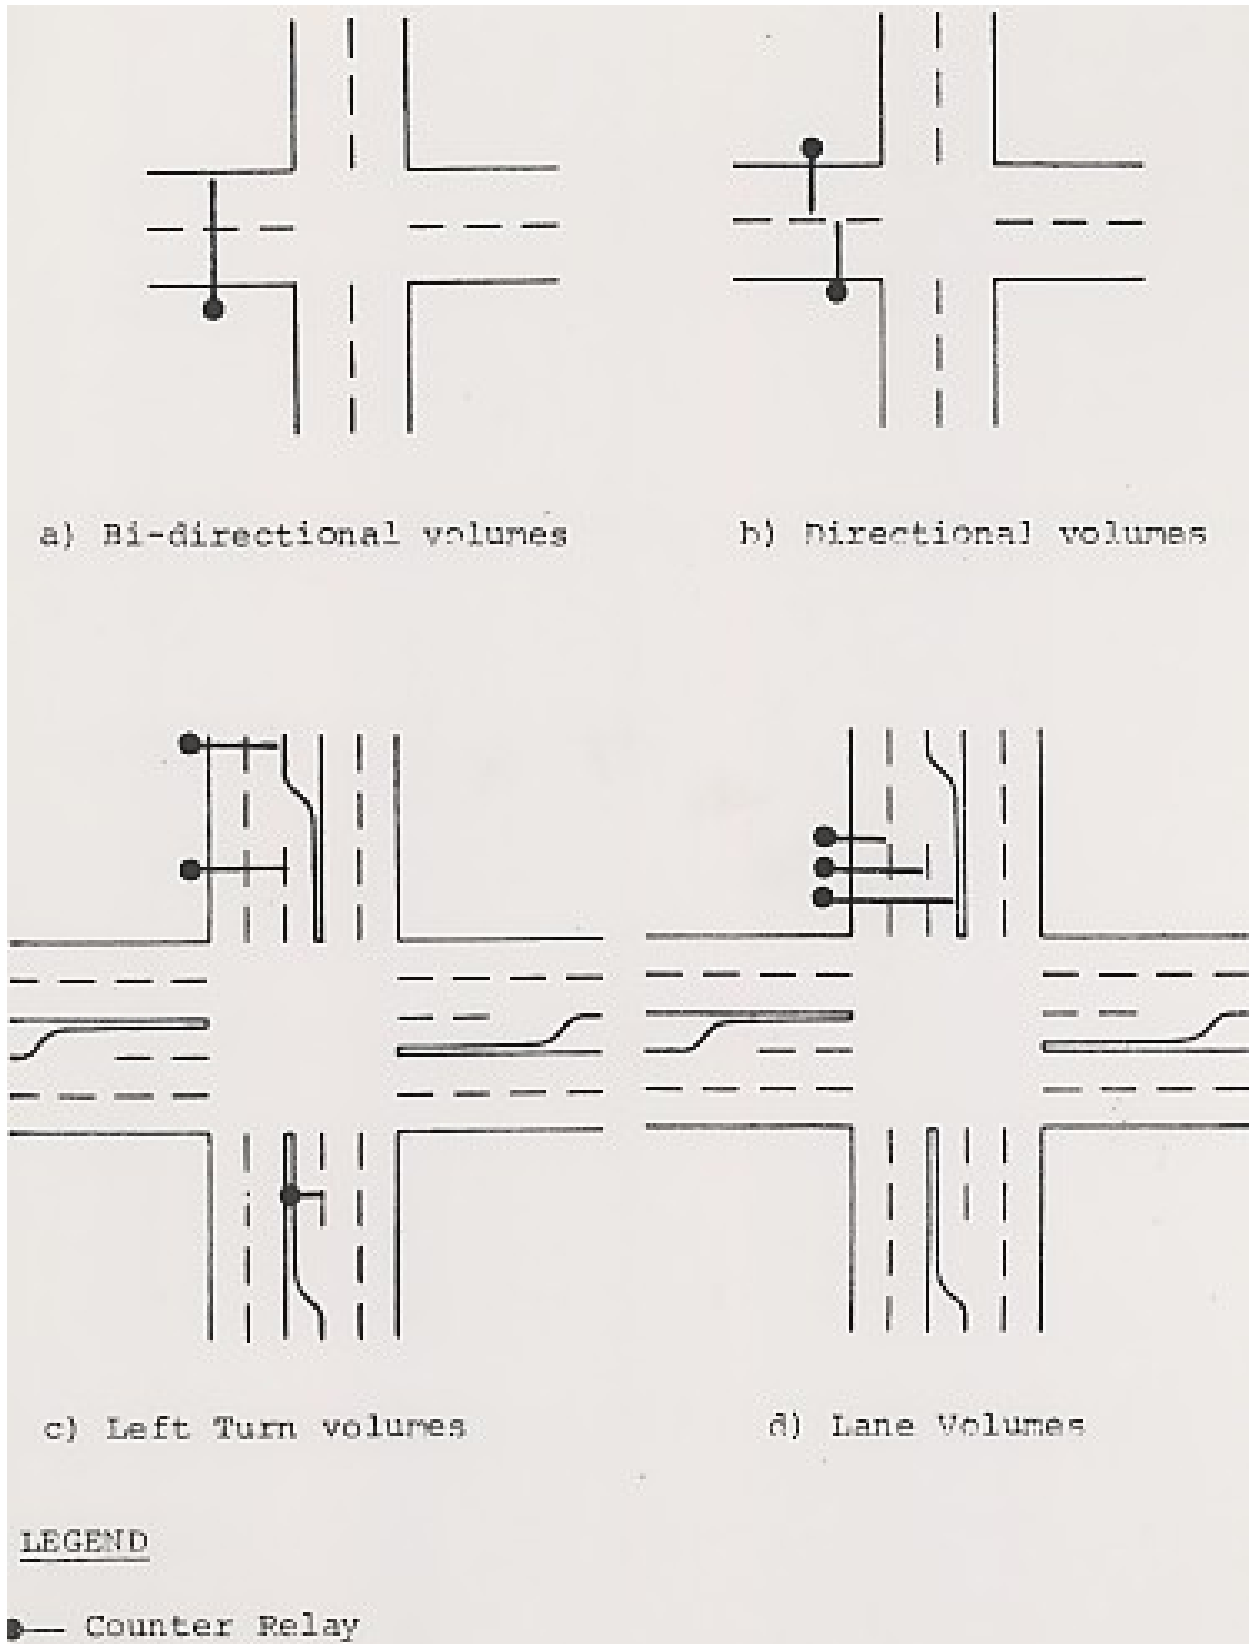 a) Bi-directional volumes
b) Directional volumes
c) Left Turn volumes
d) Lane Volumes
LEGEND
Counter Relay